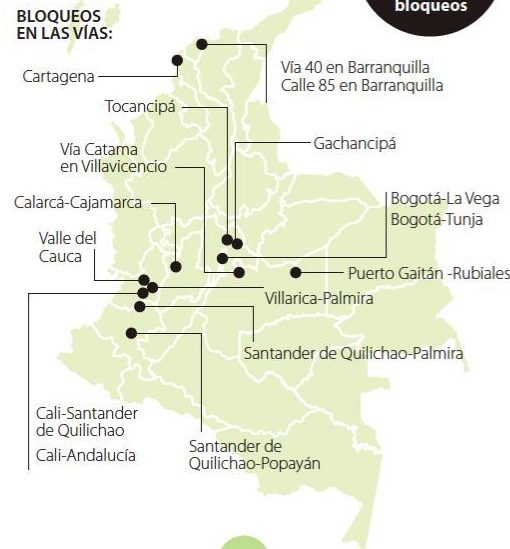 bloqueos
BLOQUEOS
EN LAS VÍAS:
Cartagena
Vía 40 en Barranquilla
Calle 85 en Barranquilla
Tocancipá
Gachancipá
Vía Catama
en Villavicencio
Calarcá-Cajamarca
Bogotá-La Vega
Bogotá-Tunja
Valle del
Cauca
Puerto Gaitán -Rubiales
Villarica-Palmira
Santander de Quilichao-Palmira
Cali-Santander
de Quilichao
Cali-Andalucía
Santander de
Quilichao-Popayán